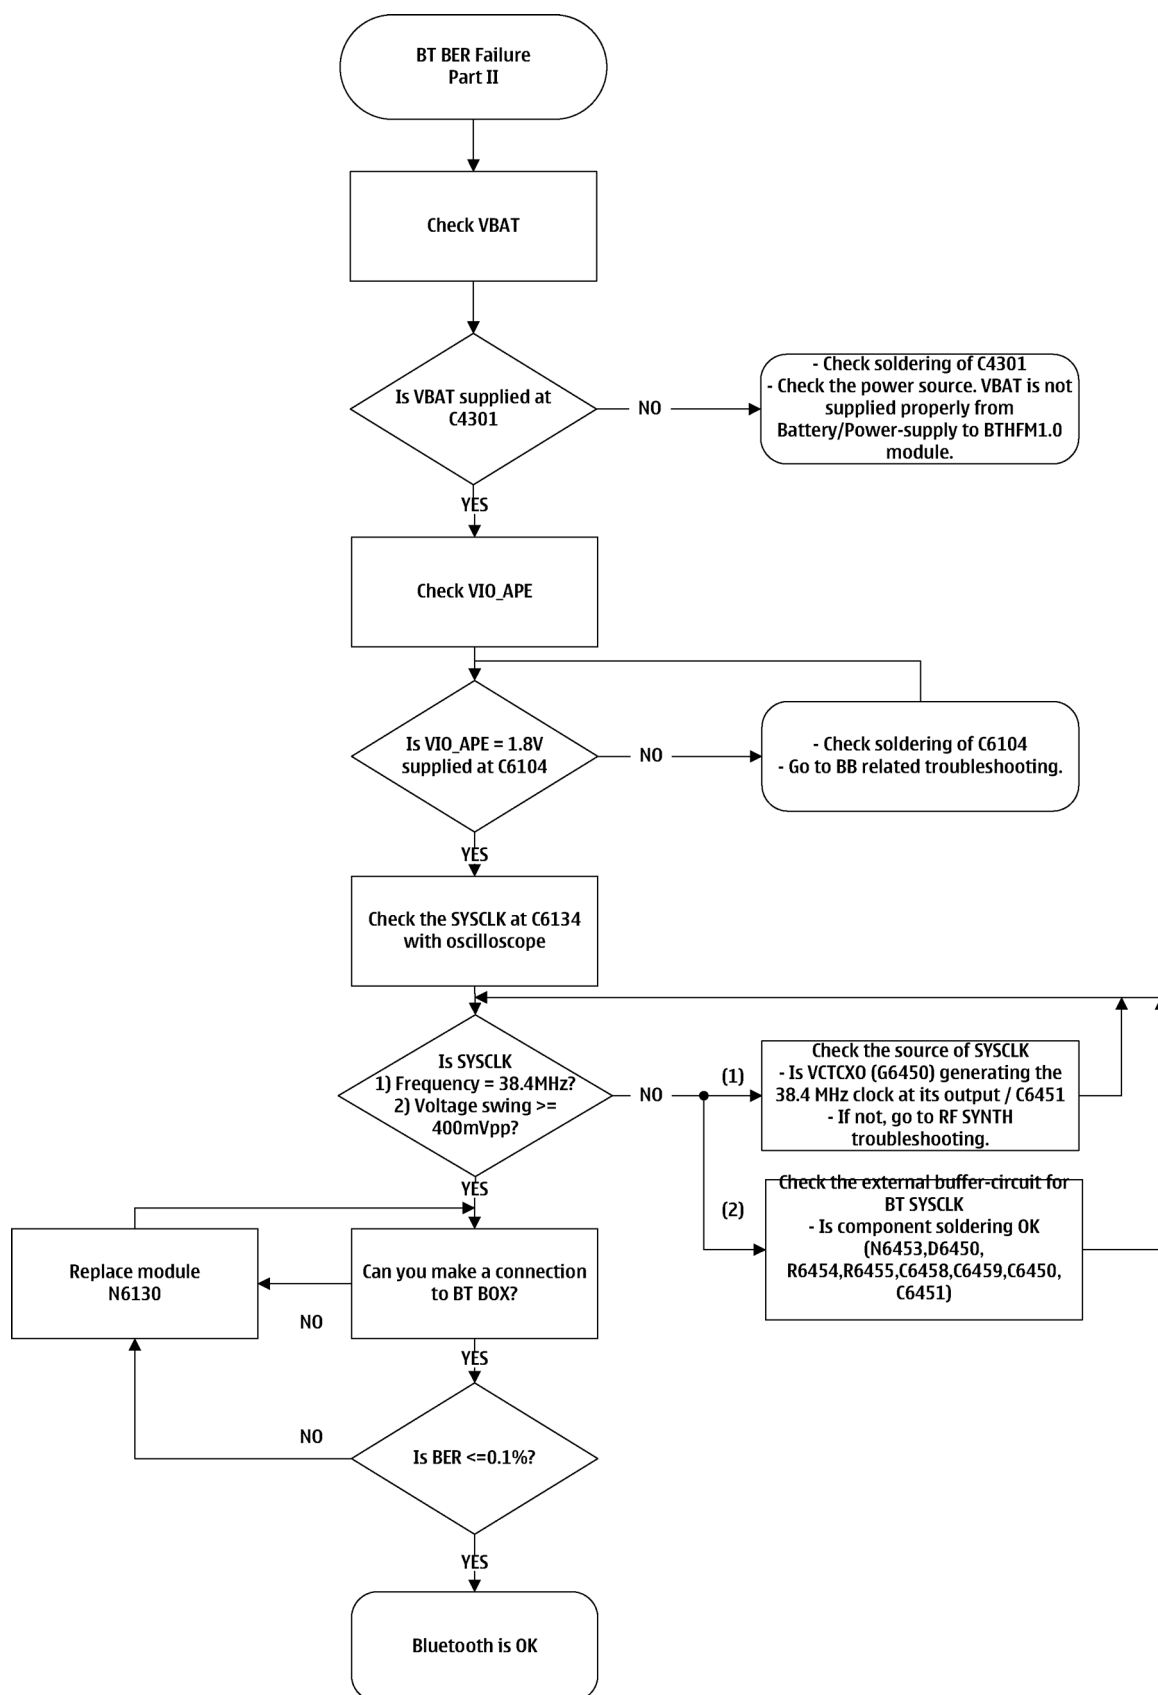 BT BER Failure
Part II
Check VBAT
Is VBAT supplied at
C4301
NO
- Check soldering of C4301
- Check the power source. VBAT is not
supplied properly from
Battery/Power-supply to BTHFM1.0
module.
YES
Check VIO_APE
Is VIO_APE = 1.8V
supplied at C6104
NO
- Check soldering of C6104
- Go to BB related troubleshooting.
YES
Check the SYSCLK at C6134
with oscilloscope
Is SYSCLK
1) Frequency = 38.4MHz?
2) Voltage swing >=
400mVpp?
NO
(1)
Check the source of SYSCLK
- Is VCTCXO (G6450) generating the
38.4 MHz clock at its output / C6451
- If not, go to RF SYNTH
troubleshooting.
(2)
Check the external buffer-circuit for
BT SYSCLK
- Is component soldering OK
(N6453,D6450,
R6454,R6455,C6458,C6459,C6450,
C6451)
YES
Replace module
N6130
NO
Can you make a connection
to BT BOX?
YES
NO
Is BER <=0.1%?
YES
Bluetooth is OK